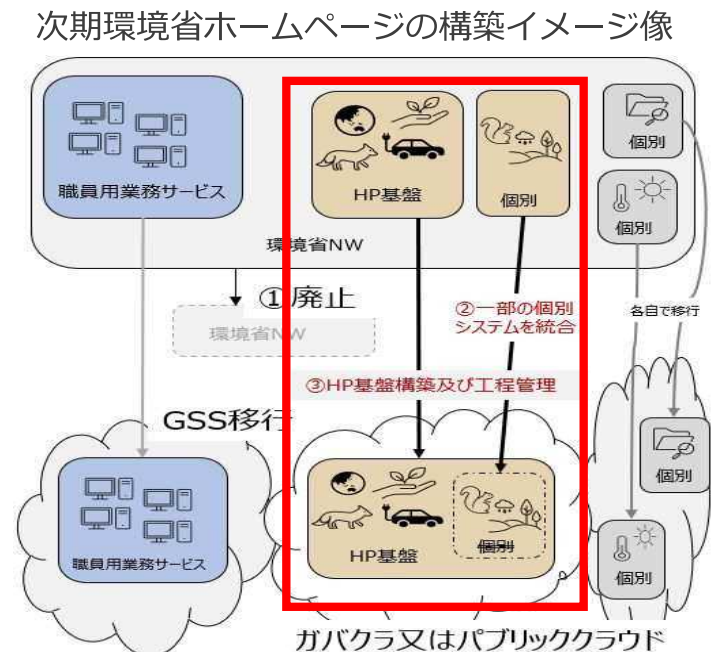 次期環境省ホームページの構築イメージ像
職員用業務サービス
HP基盤
個別
個別
個別
環境省NW
①廃止
環境省NW
②一部の個別
システムを統合
各自で移行
③HP基盤構築及び工程管理
GSS移行
職員用業務サービス
HP基盤
個別
個別
個別
ガバクラ又はパブリッククラウド